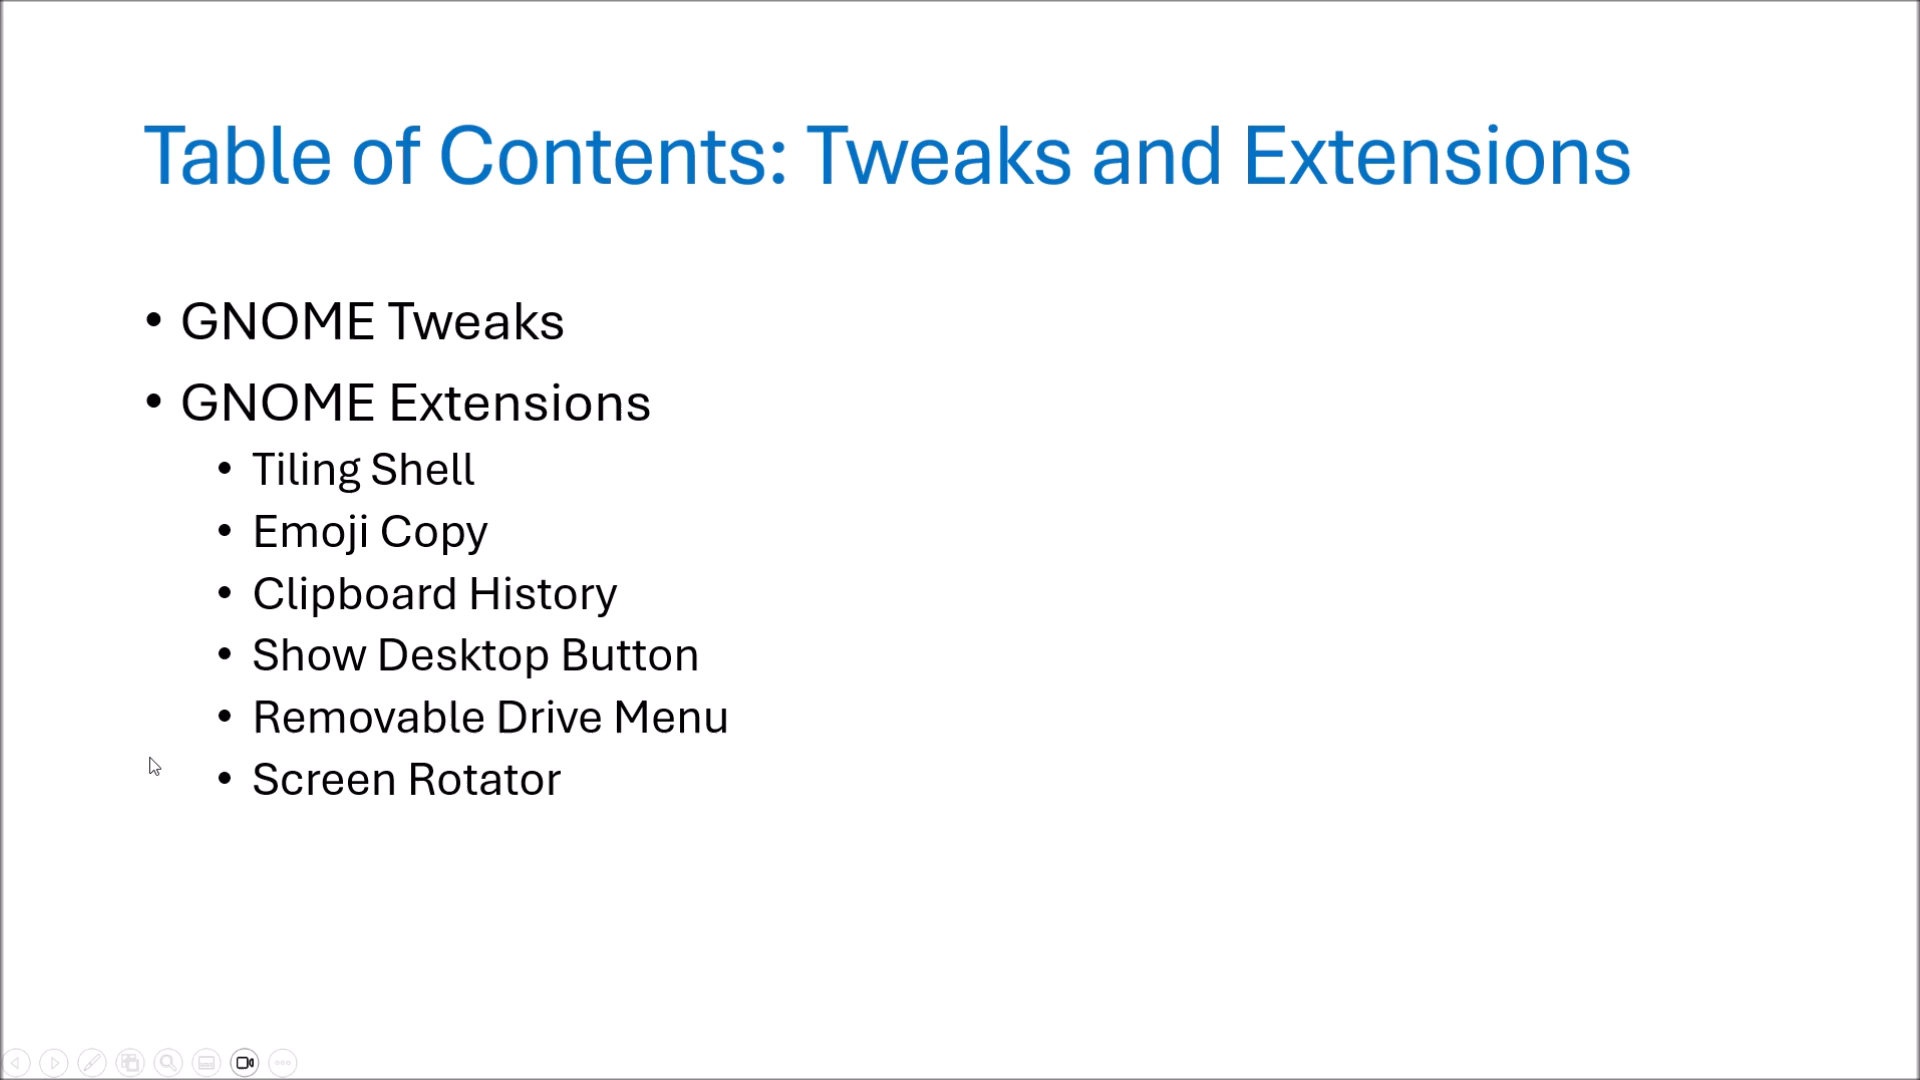 Table of Contents: Tweaks and Extensions
• GNOME Tweaks
• GNOME Extensions
• Tiling Shell
• Emoji Copy
• Clipboard History
• Show Desktop Button
• Removable Drive Menu
• Screen Rotator